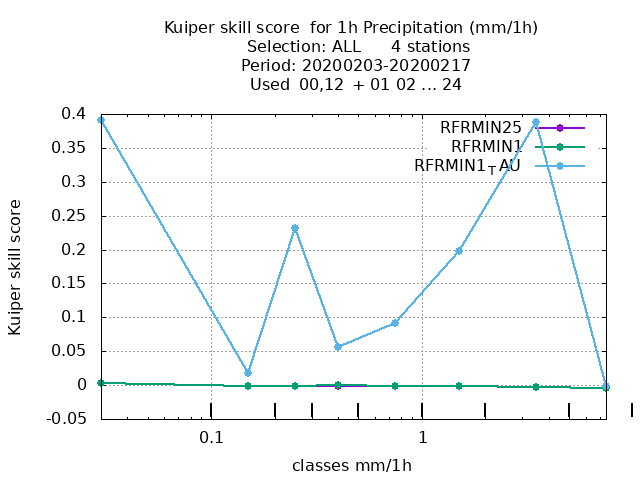 Kuiper skill score  for 1h Precipitation (mm/1h)
Selection: ALL      4 stations
Period: 20200203-20200217
Used  00,12  + 01 02 ... 24
RFRMIN25
RFRMIN1
RFRMIN1TAU
0.4
0.35
0.3
0.25
0.2
0.15
0.1
0.05
0
-0.05
Kuiper skill score
0.1
1
classes mm/1h